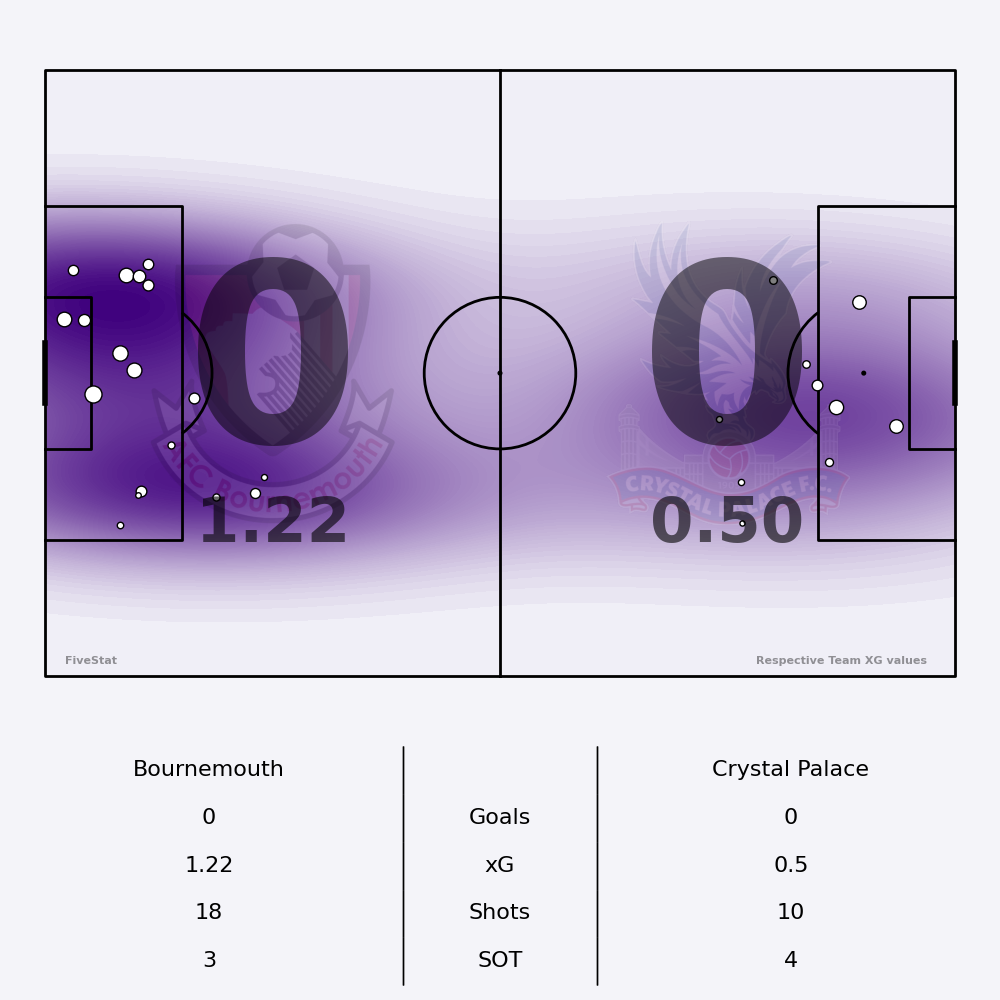 0 0
AFC Bournemouth
CRYSTAL PALACE F.C.
1.22 0.50
FiveStat Respective Team XG values
Bournemouth Crystal Palace
0 Goals 0
1.22 xG 0.5
18 Shots 10
3 SOT 4